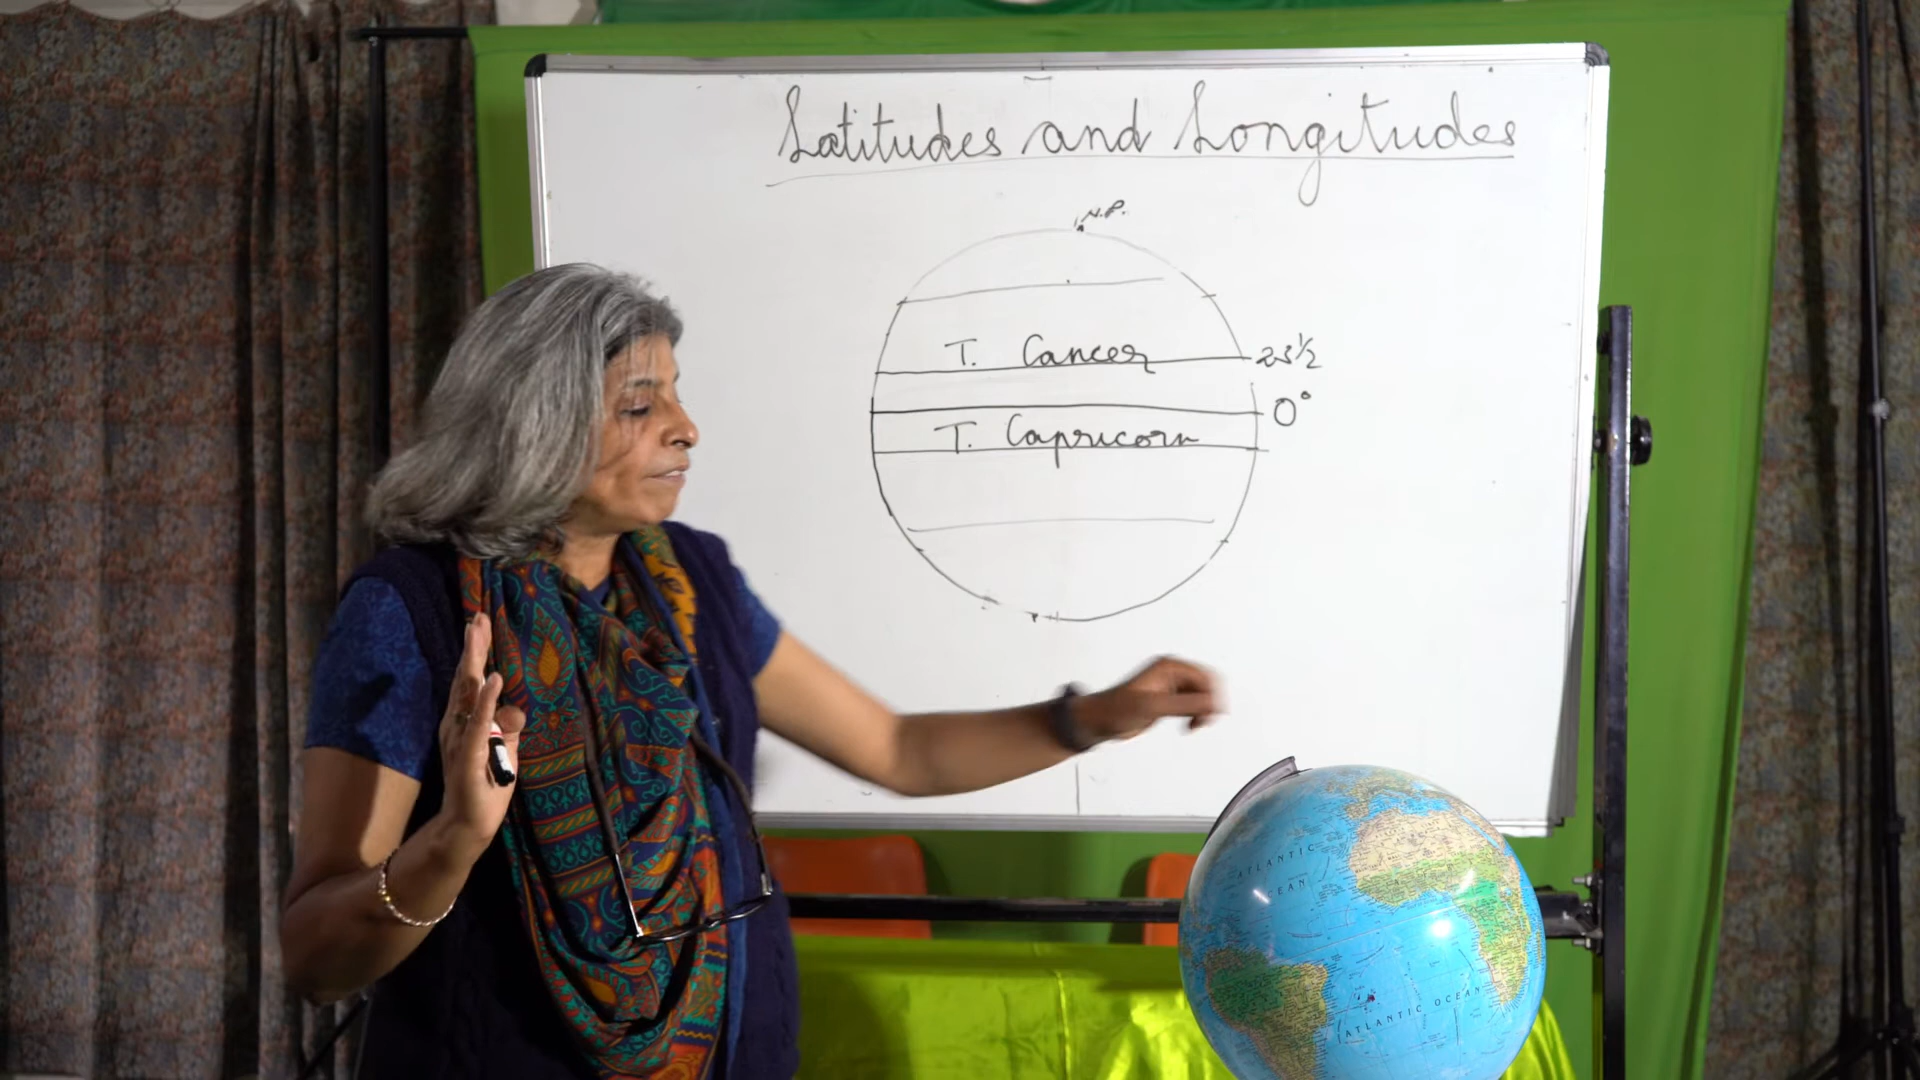 Latitudes and Longitudes
N.P.
T. Cancer 23½
0°
T. Capricorn
ATLANTIC
OCEAN
ATLANTIC OCEAN